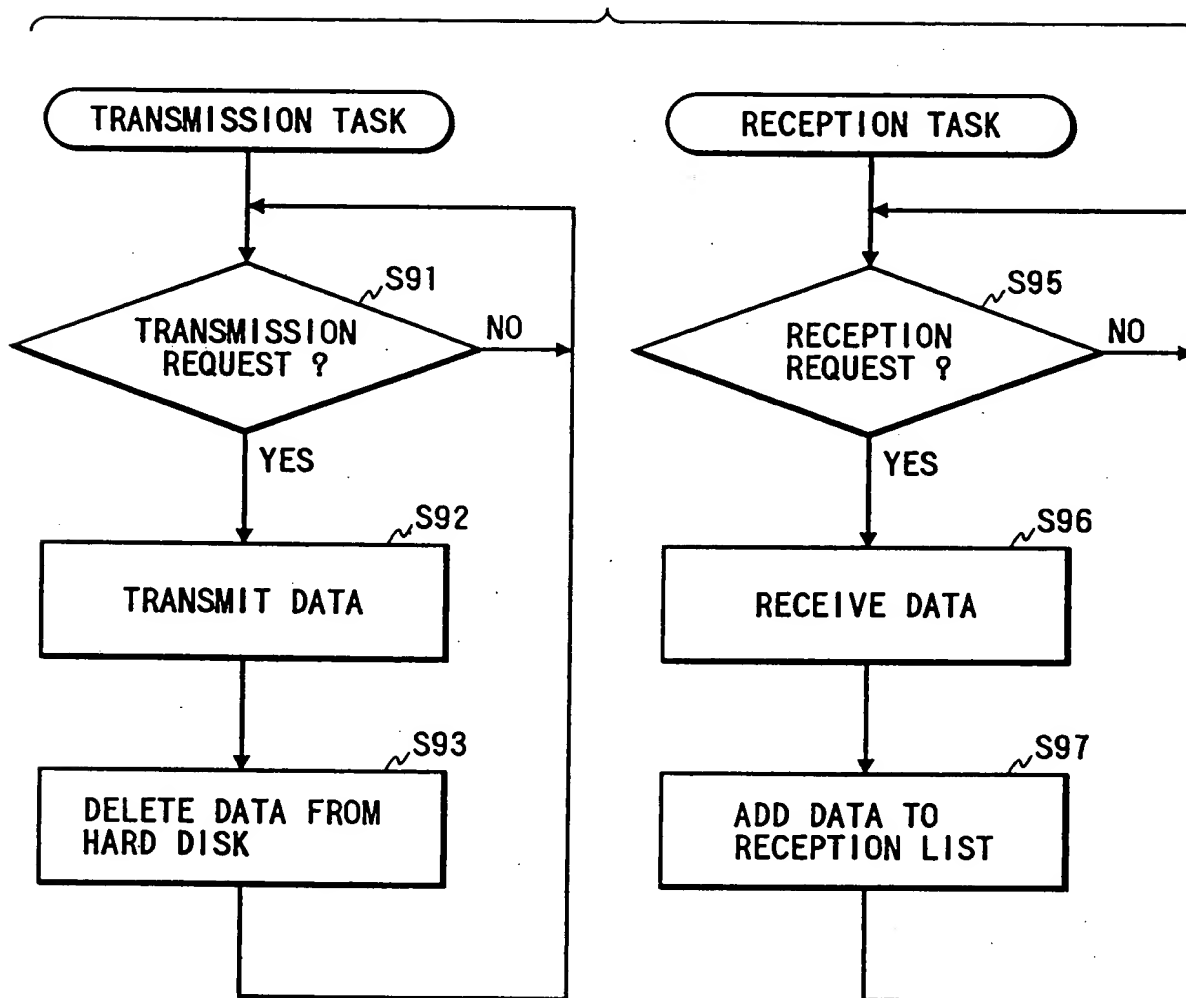 TRANSMISSION TASK
S91
TRANSMISSION
REQUEST ?
NO
YES
S92
TRANSMIT DATA
S93
DELETE DATA FROM
HARD DISK
RECEPTION TASK
S95
RECEPTION
REQUEST ?
NO
YES
S96
RECEIVE DATA
S97
ADD DATA TO
RECEPTION LIST